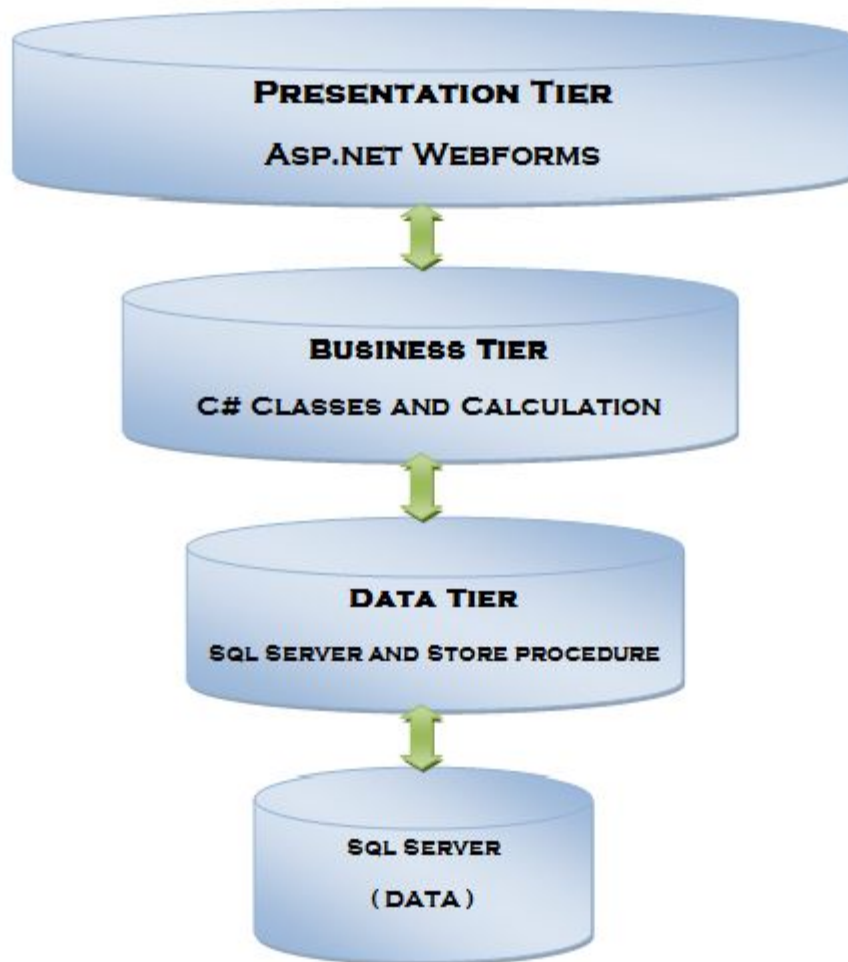 Presentation Tier
Asp.net Webforms
Business Tier
C# Classes and Calculation
Data Tier
Sql Server and Store procedure
Sql Server
( Data )